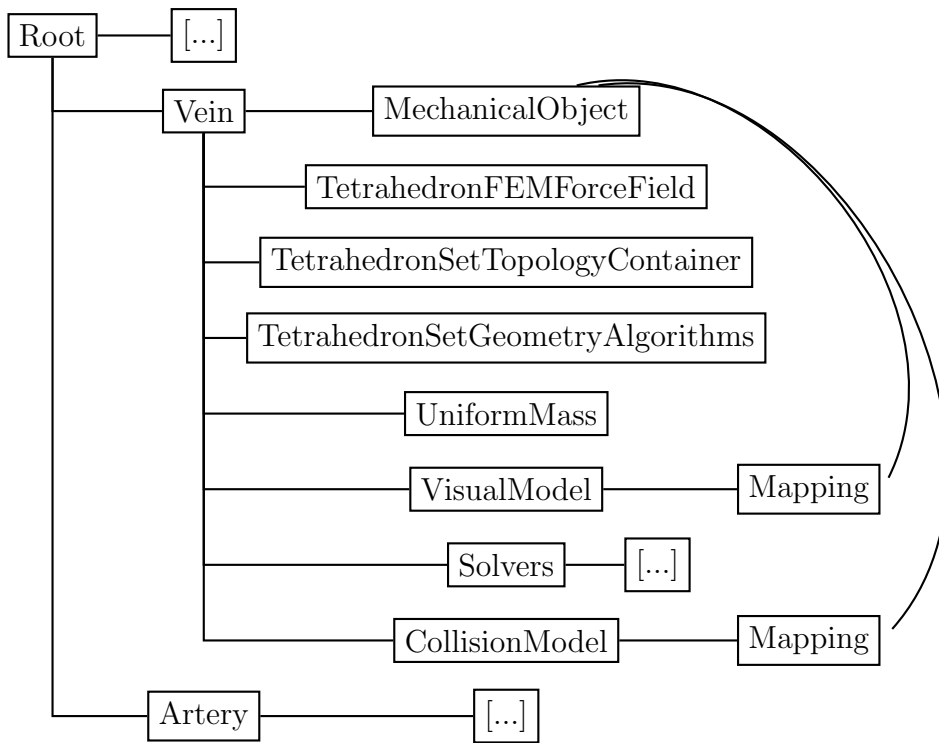 Root [...]
Vein MechanicalObject
TetrahedronFEMForceField
TetrahedronSetTopologyContainer
TetrahedronSetGeometryAlgorithms
UniformMass
VisualModel Mapping
Solvers [...]
CollisionModel Mapping
Artery [...]